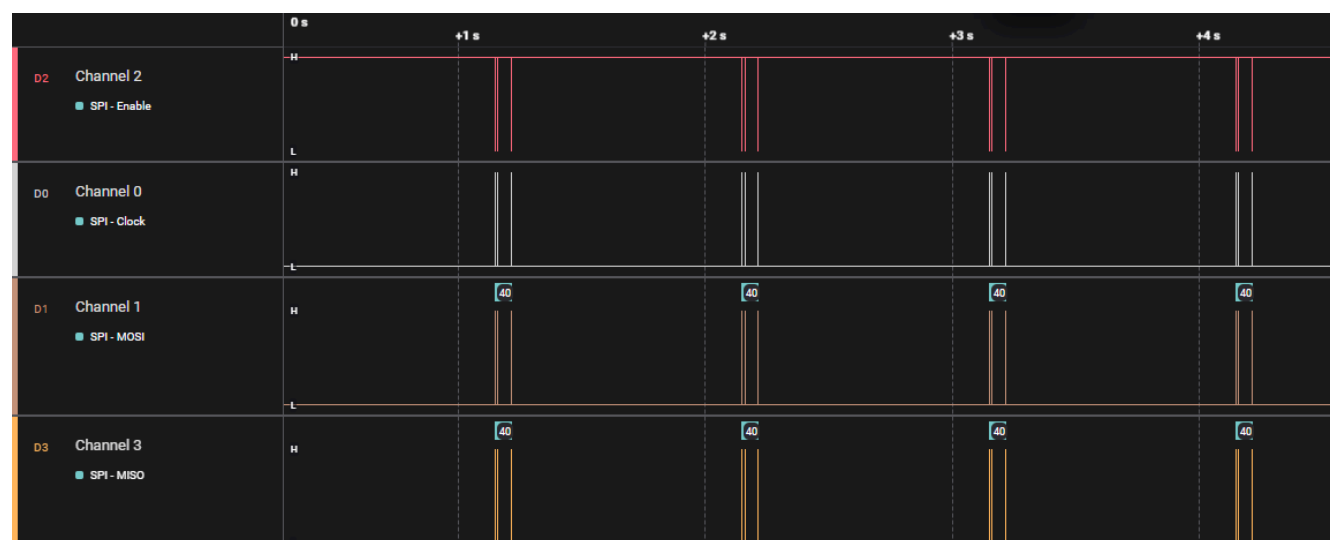 0 s
+1 s +2 s +3 s +4 s
D2 Channel 2
SPI - Enable
H
L
D0 Channel 0
SPI - Clock
H
L
D1 Channel 1
SPI - MOSI
40 40 40 40
H
L
D3 Channel 3
SPI - MISO
40 40 40 40
H